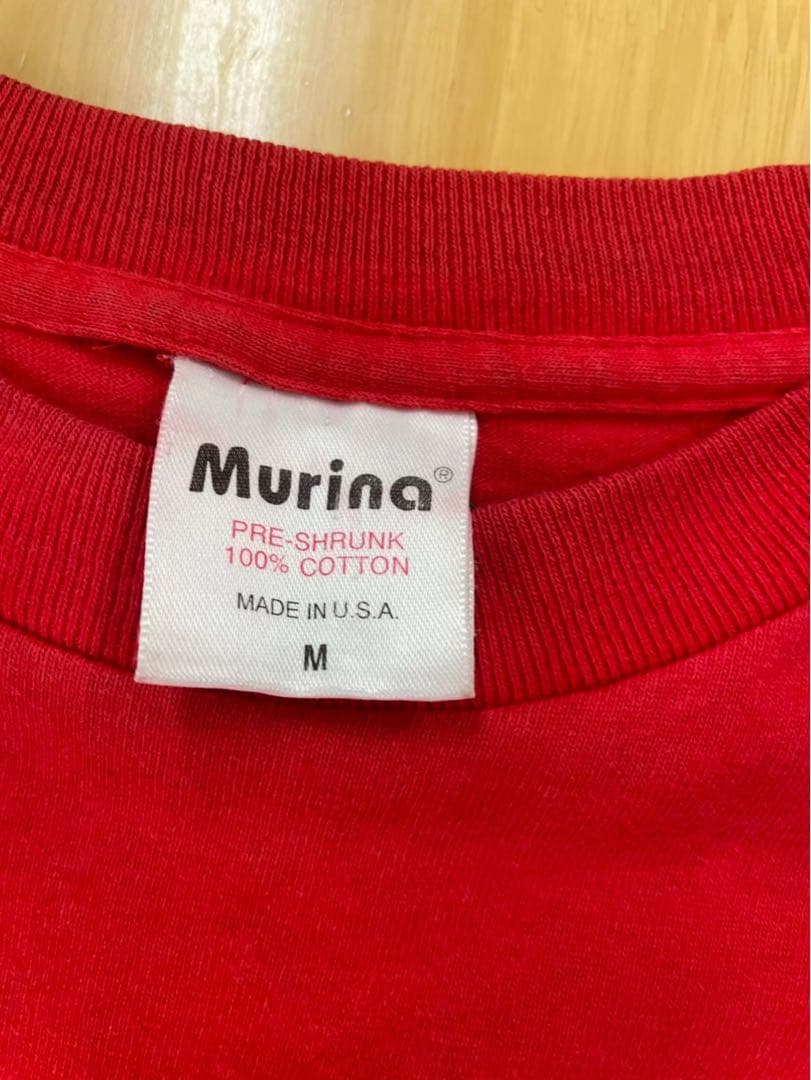 Murina®
PRE-SHRUNK
100% COTTON
MADE IN U.S.A.
M